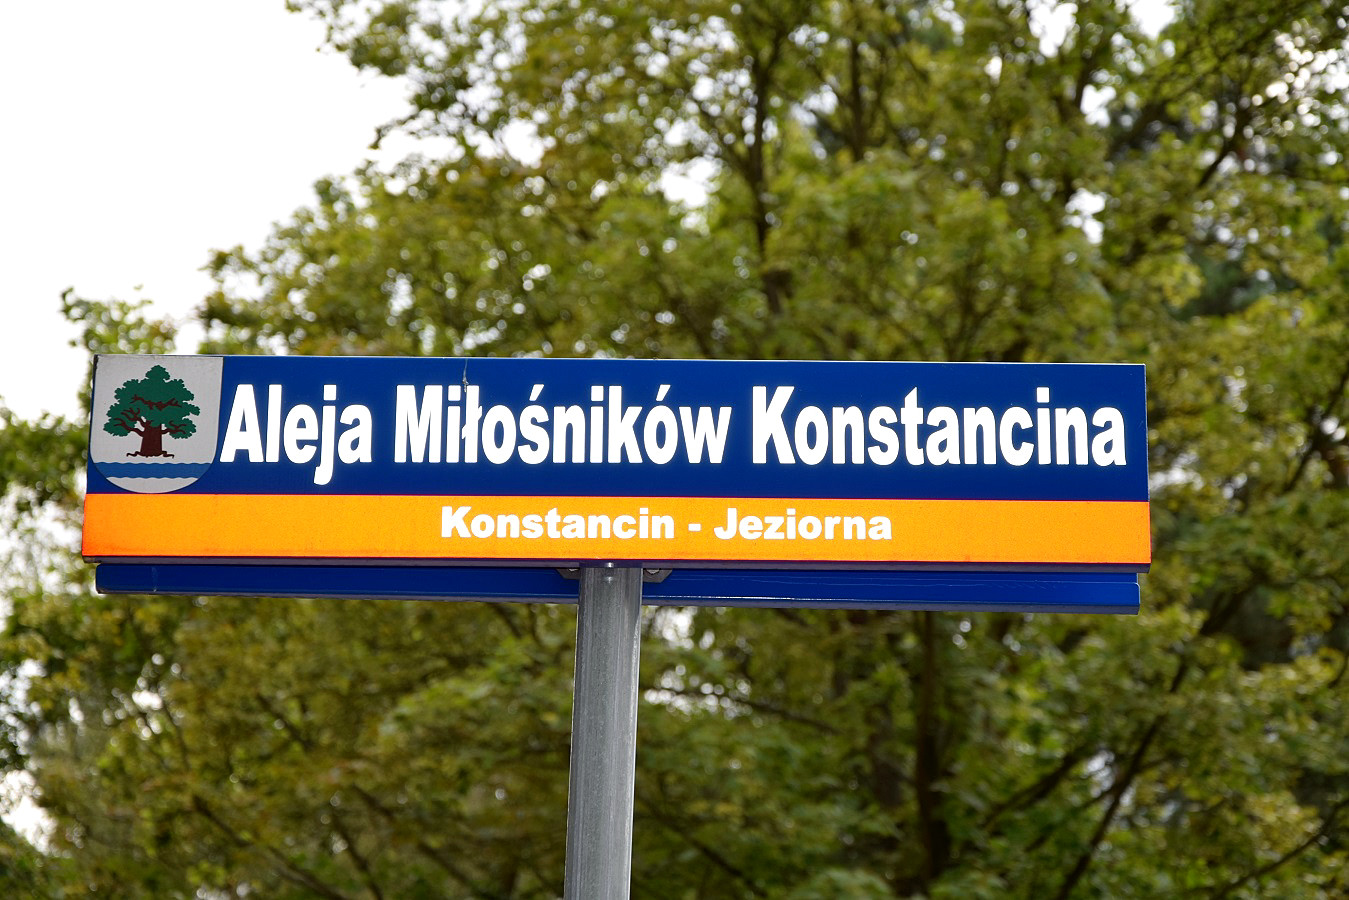 Aleja Miłośników Konstancina
Konstancin - Jeziorna